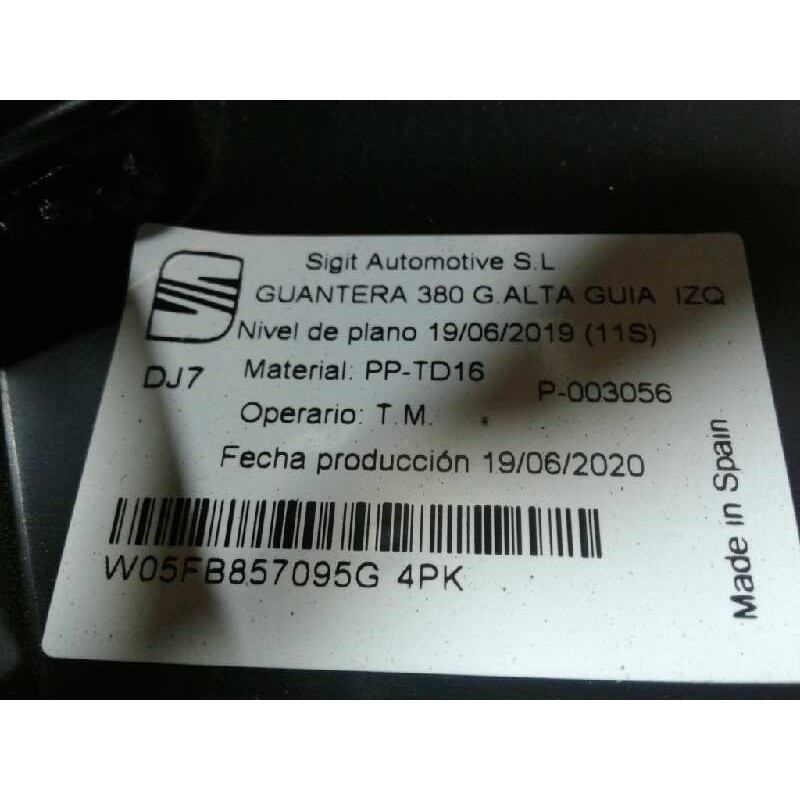 Sigit Automotive S.L
GUANTERA 380 G.ALTA GUIA IZQ
Nivel de plano 19/06/2019 (11S)
DJ7
Material: PP-TD16
P-003056
Operario: T.M.
Fecha producción 19/06/2020
W05FB857095G 4PK
Made in Spain